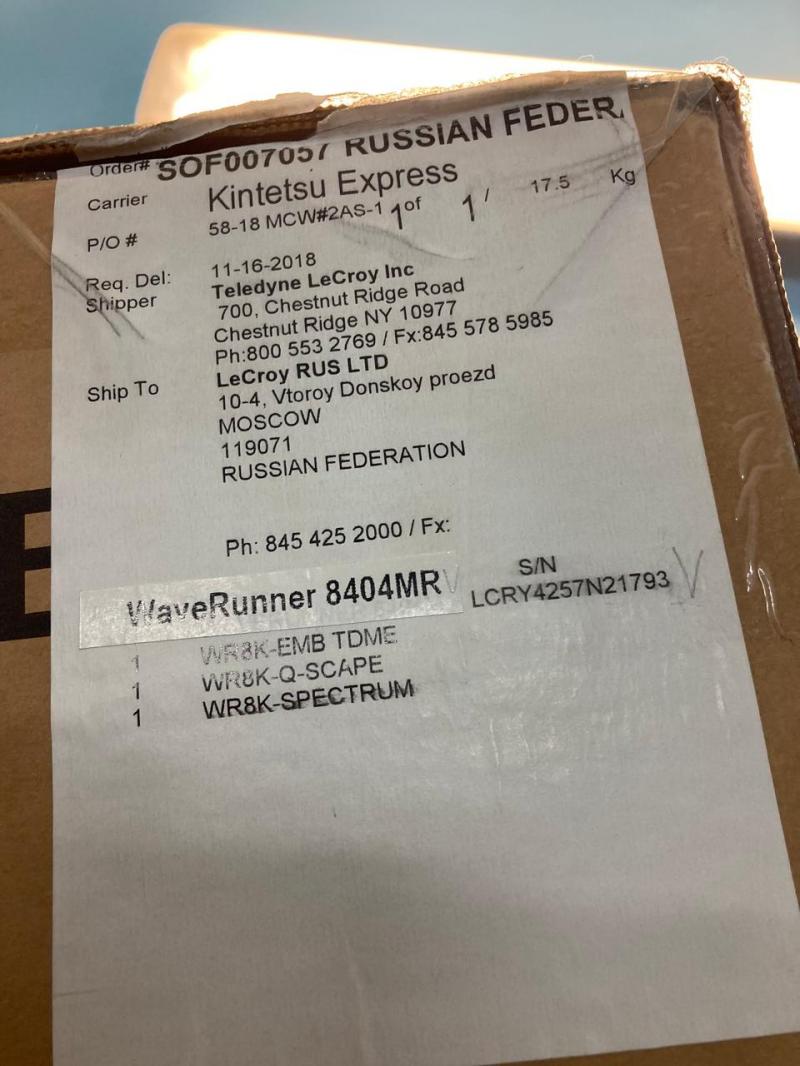 Order# SOF007057 RUSSIAN FEDER
Carrier Kintetsu Express
P/O # 58-18 MCW#2AS-1 1 of 1 / 17.5 Kg
Req. Del: 11-16-2018
Shipper Teledyne LeCroy Inc
700, Chestnut Ridge Road
Chestnut Ridge NY 10977
Ph:800 553 2769 / Fx:845 578 5985
Ship To LeCroy RUS LTD
10-4, Vtoroy Donskoy proezd
MOSCOW
119071
RUSSIAN FEDERATION
Ph: 845 425 2000 / Fx:
S/N
WaveRunner 8404MR LCRY4257N21793
1 WR8K-EMB TDME
1 WR8K-Q-SCAPE
1 WR8K-SPECTRUM
E